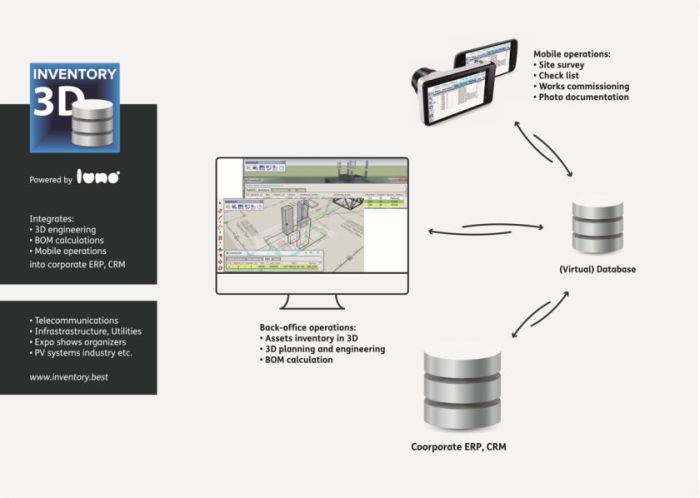 INVENTORY
3D
Powered by lumo
Integrates:
• 3D engineering
• BOM calculations
• Mobile operations
into corporate ERP, CRM
• Telecommunications
• Infrastrastructure, Utilities
• Expo shows organizers
• PV systems industry etc.
www.inventory.best
Mobile operations:
• Site survey
• Check list
• Works commissioning
• Photo documentation
(Virtual) Database
Back-office operations:
• Assets inventory in 3D
• 3D planning and engineering
• BOM calculation
Coorporate ERP, CRM